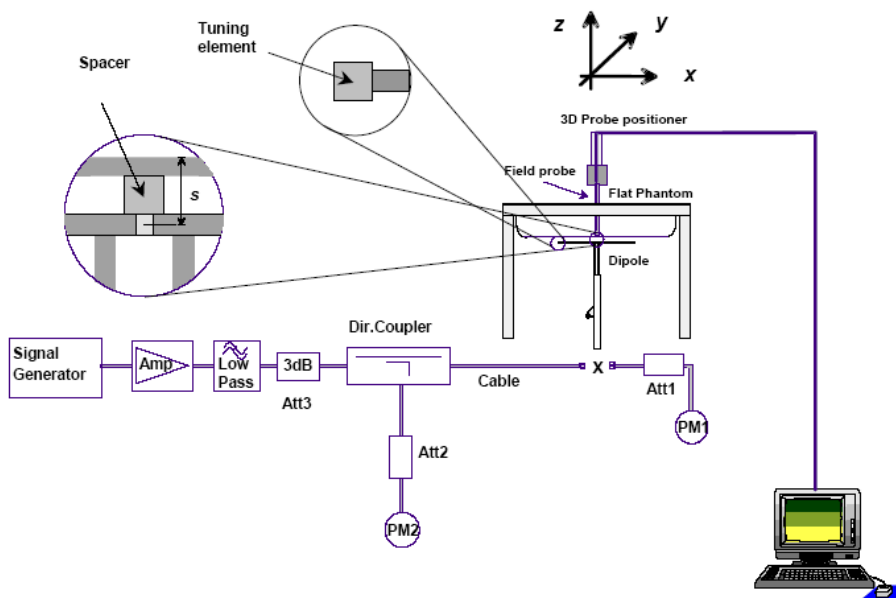 Tuning
element
Spacer
s
z
y
x
3D Probe positioner
Field probe
Flat Phantom
Dipole
Dir.Coupler
Signal
Generator
Amp
Low
Pass
3dB
Att3
Cable
X
Att1
PM1
Att2
PM2